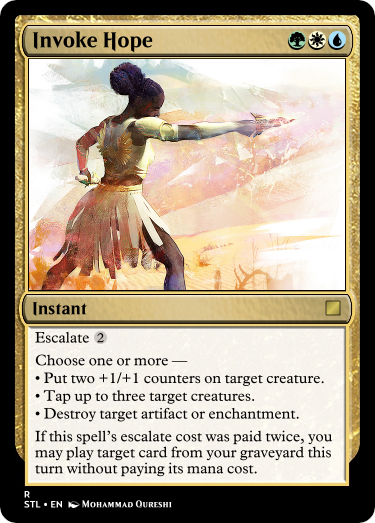 Invoke Hope
Instant
Escalate 2
Choose one or more —
• Put two +1/+1 counters on target creature.
• Tap up to three target creatures.
• Destroy target artifact or enchantment.
If this spell's escalate cost was paid twice, you
may play target card from your graveyard this
turn without paying its mana cost.
R
STL • EN Mohammad Qureshi